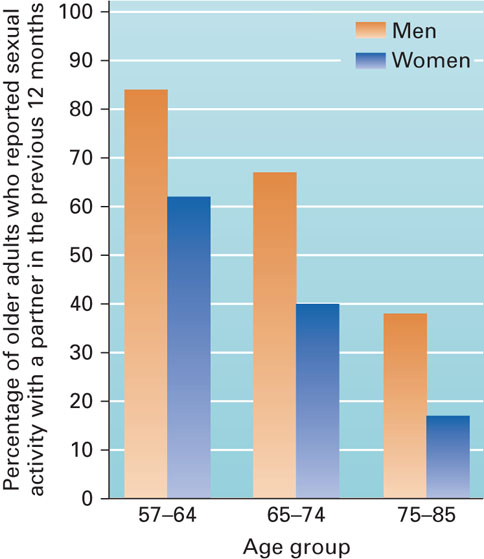 Percentage of older adults who reported sexual
activity with a partner in the previous 12 months
100
90
80
70
60
50
40
30
20
10
0
Men
Women
57–64
65–74
75–85
Age group